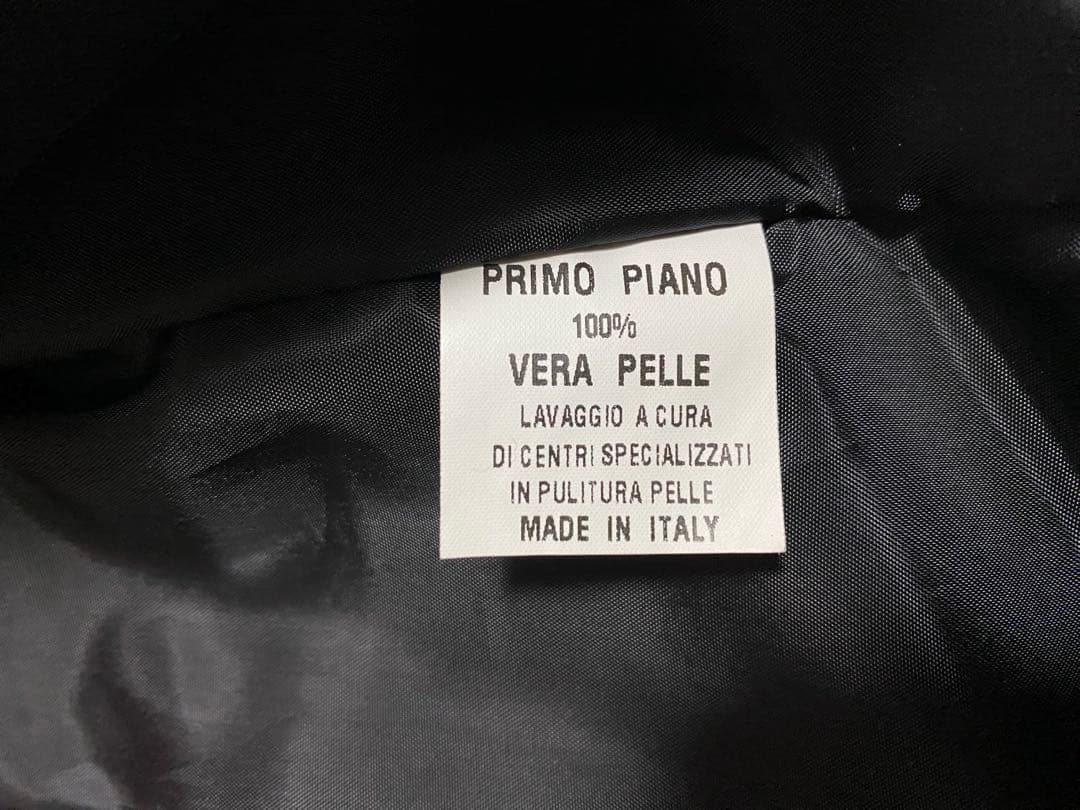 PRIMO PIANO
100%
VERA PELLE
LAVAGGIO A CURA
DI CENTRI SPECIALIZZATI
IN PULITURA PELLE
MADE IN ITALY